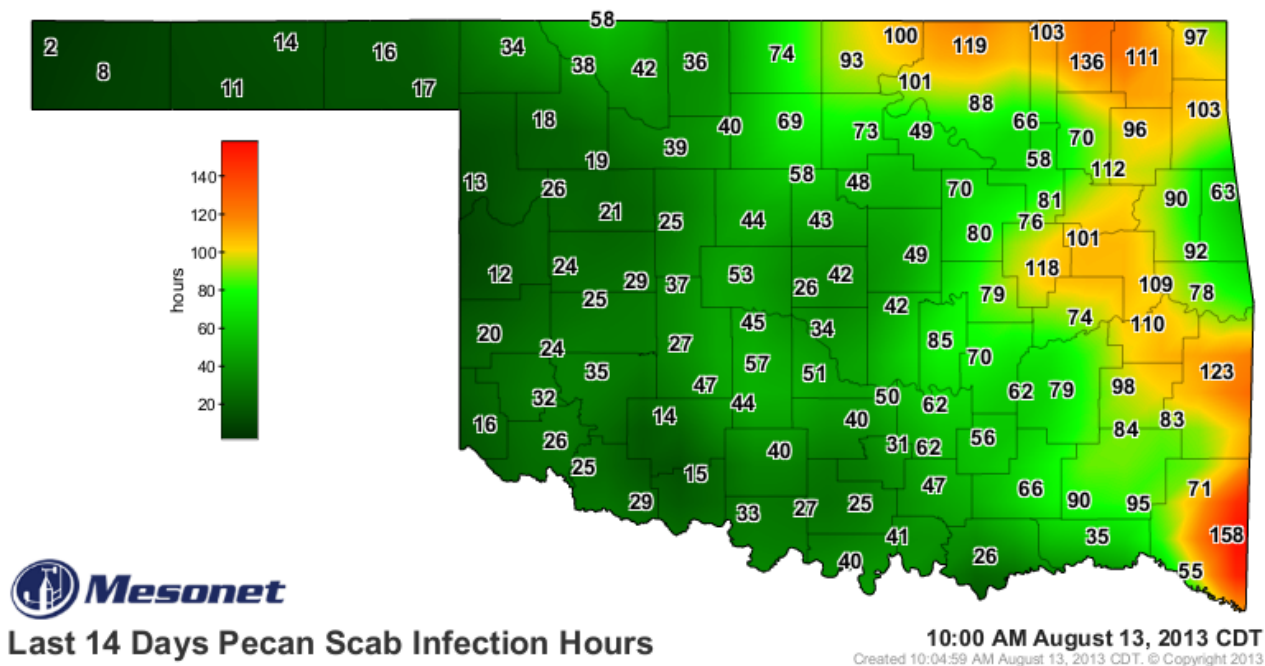 58
2 14 16 34 38 42 36 74 93 100 119 103 136 111 97
8 11 17 101 88 103
18 40 69 73 49 66 70 96
19 39 58 112
13 26 58 48 70 81 90 63
21 25 44 43 80 76 101 92
12 24 29 37 53 26 42 49 118 109 78
25 42 79
20 24 27 45 34 85 74 110
35 57 51 70 123
32 47 44 50 62 62 79 98 83
16 14 40 84
26 40 31 62 56
25 15 47 66 71
29 33 27 25 90 95
41 35 158
40 26 55
140
120
100
80
60
40
20
hours
Mesonet
Last 14 Days Pecan Scab Infection Hours
10:00 AM August 13, 2013 CDT
Created 10:04:59 AM August 13, 2013 CDT. © Copyright 2013